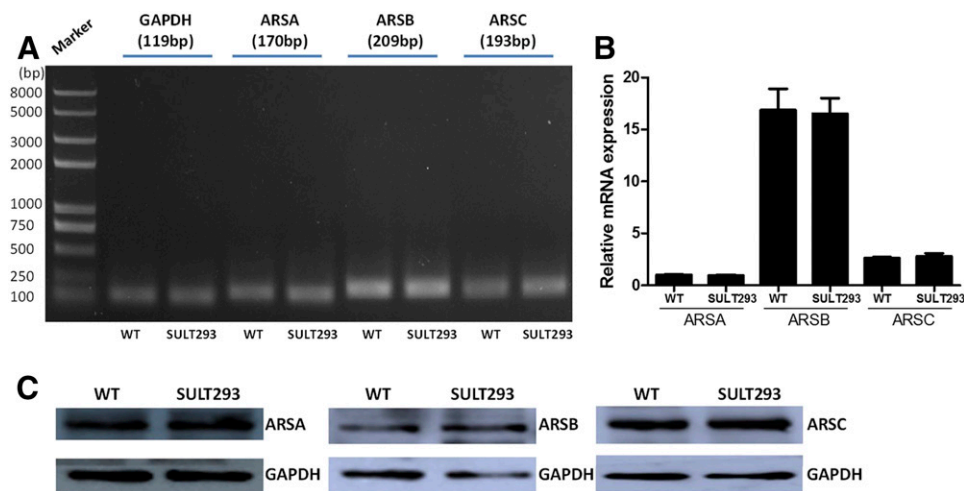 A
Marker
GAPDH
(119bp)
ARSA
(170bp)
ARSB
(209bp)
ARSC
(193bp)
(bp)
8000
5000
3000
2000
1000
750
500
250
100
WT SULT293 WT SULT293 WT SULT293 WT SULT293
B
Relative mRNA expression
20
15
10
5
0
WT SULT293 WT SULT293 WT SULT293
ARSA ARSB ARSC
C
WT SULT293 WT SULT293 WT SULT293
ARSA ARSB ARSC
GAPDH GAPDH GAPDH